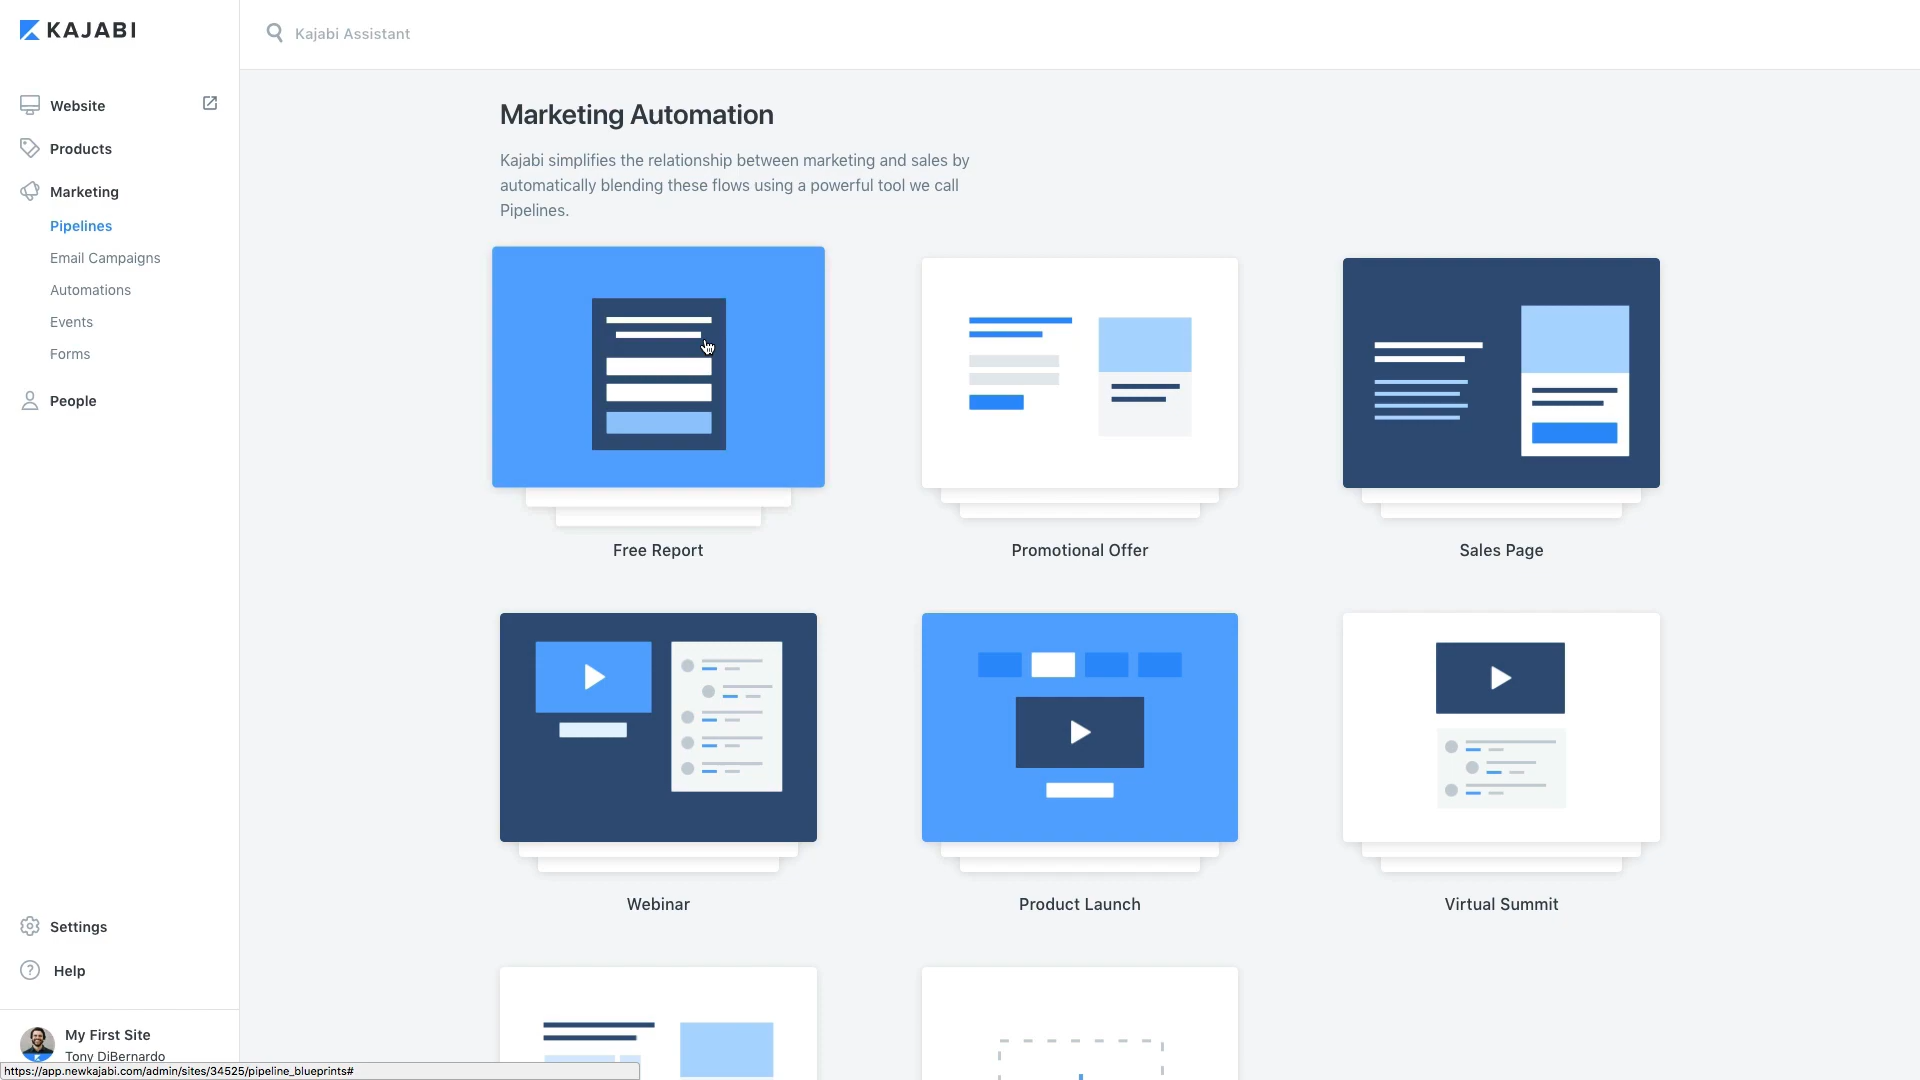 KAJABI
Kajabi Assistant
Website
Products
Marketing
Pipelines
Email Campaigns
Automations
Events
Forms
People
Marketing Automation
Kajabi simplifies the relationship between marketing and sales by
automatically blending these flows using a powerful tool we call
Pipelines.
Free Report
Promotional Offer
Sales Page
Webinar
Product Launch
Virtual Summit
Settings
? Help
My First Site
Tony DiBernardo
https://app.newkajabi.com/admin/sites/34525/pipeline_blueprints#